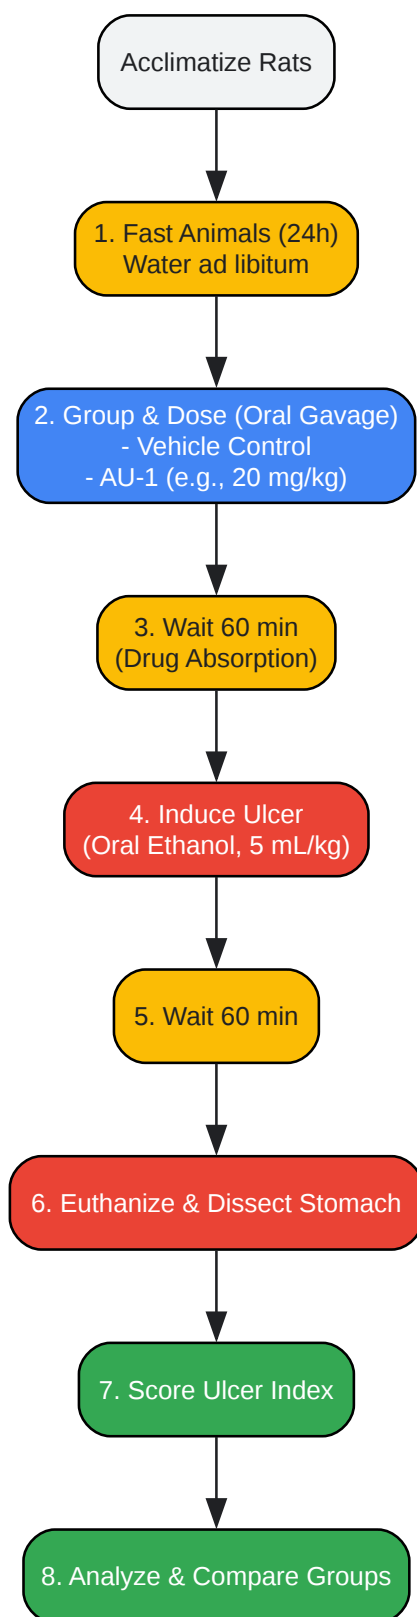 Acclimatize Rats
1. Fast Animals (24h)
Water ad libitum
2. Group & Dose (Oral Gavage)
- Vehicle Control
- AU-1 (e.g., 20 mg/kg)
3. Wait 60 min
(Drug Absorption)
4. Induce Ulcer
(Oral Ethanol, 5 mL/kg)
5. Wait 60 min
6. Euthanize & Dissect Stomach
7. Score Ulcer Index
8. Analyze & Compare Groups